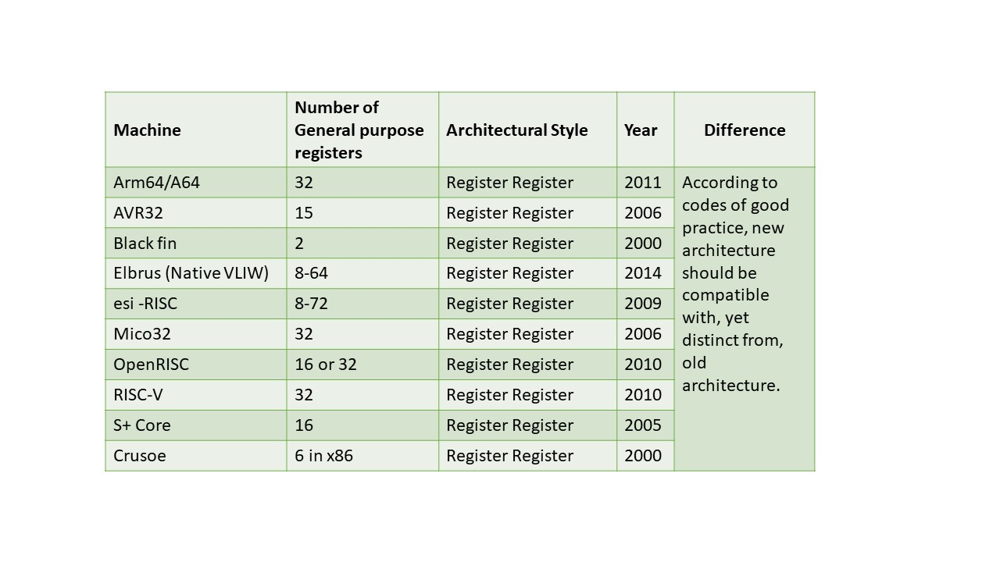 Machine
Number of
General purpose
registers
Architectural Style
Year
Difference
Arm64/A64 32 Register Register 2011
AVR32 15 Register Register 2006
Black fin 2 Register Register 2000
Elbrus (Native VLIW) 8-64 Register Register 2014
esi -RISC 8-72 Register Register 2009
Mico32 32 Register Register 2006
OpenRISC 16 or 32 Register Register 2010
RISC-V 32 Register Register 2010
S+ Core 16 Register Register 2005
Crusoe 6 in x86 Register Register 2000
According to
codes of good
practice, new
architecture
should be
compatible
with, yet
distinct from,
old
architecture.